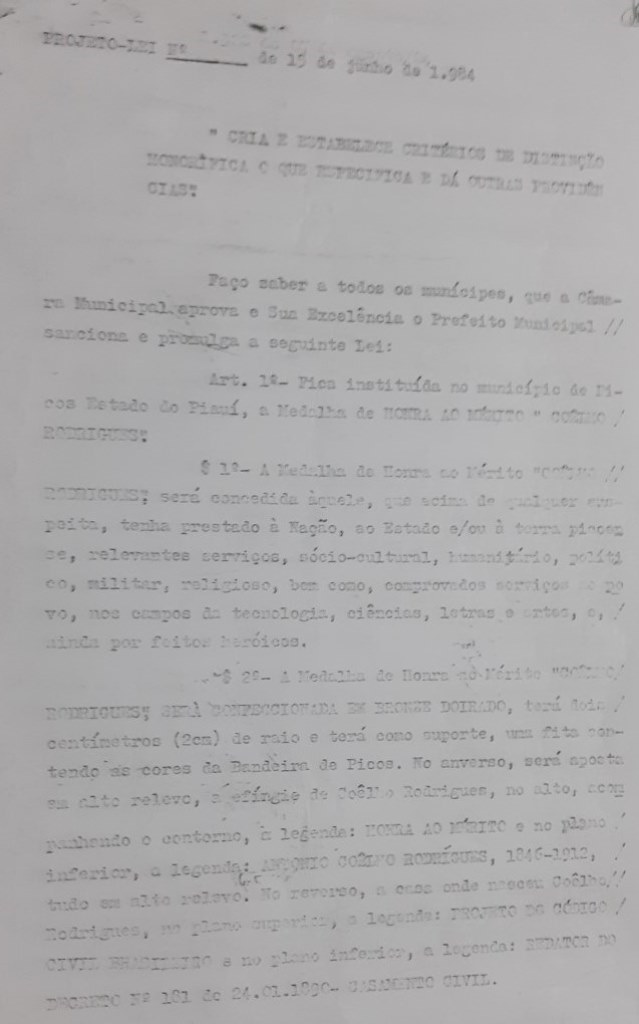 PROJETO-LEI Nº ______ de 15 de junho de 1.984
" CRIA E ESTABELECE CRITÉRIOS DE DISTINÇÃO
HONORÍFICA O QUE ESPECIFICA E DÁ OUTRAS PROVIDÊN
CIAS"
Faço saber a todos os munícipes, que a Câma-
ra Municipal aprova e Sua Excelência o Prefeito Municipal //
sanciona e promulga a seguinte Lei:
Art. 1º- Fica instituída no município de Pi-
cos Estado do Piauí, a Medalha de HONRA AO MÉRITO " COÊLHO /
RODRIGUES"
§ 1º- A Medalha de Honra ao Mérito "COÊLHO //
RODRIGUES" será concedida àquele, que acima de qualquer sus-
peita, tenha prestado à Nação, ao Estado e/ou à terra picoen
se, relevantes serviços, sócio-cultural, humanitário, políti
co, militar, religioso, bem como, comprovados serviços ao po
vo, nos campos da tecnologia, ciências, letras e artes, e, /
ainda por feitos heróicos.
§ 2º- A Medalha de Honra ao Mérito "COÊLHO/
RODRIGUES" SERÁ CONFECCIONADA EM BRONZE DOIRADO, terá dois/
centímetros (2cm) de raio e terá como suporte, uma fita con-
tendo as cores da Bandeira de Picos. No anverso, será aposta
em alto relevo, a efíngie de Coêlho Rodrigues, no alto, acom
panhando o contorno, a legenda: HONRA AO MÉRITO e no plano /
inferior, a legenda: ANTONIO COÊLHO RODRÍGUES, 1846-1912, /
tudo em alto relevo. No reverso, a casa onde nasceu Coêlho//
Rodrigues, no plano superior, a legenda: PROJETO DO CÓDIGO /
CIVIL BRASILEIRO e no plano inferior, a legenda: REDATOR DO
DECRETO Nº 181 de 24.01.1890- CASAMENTO CIVIL.